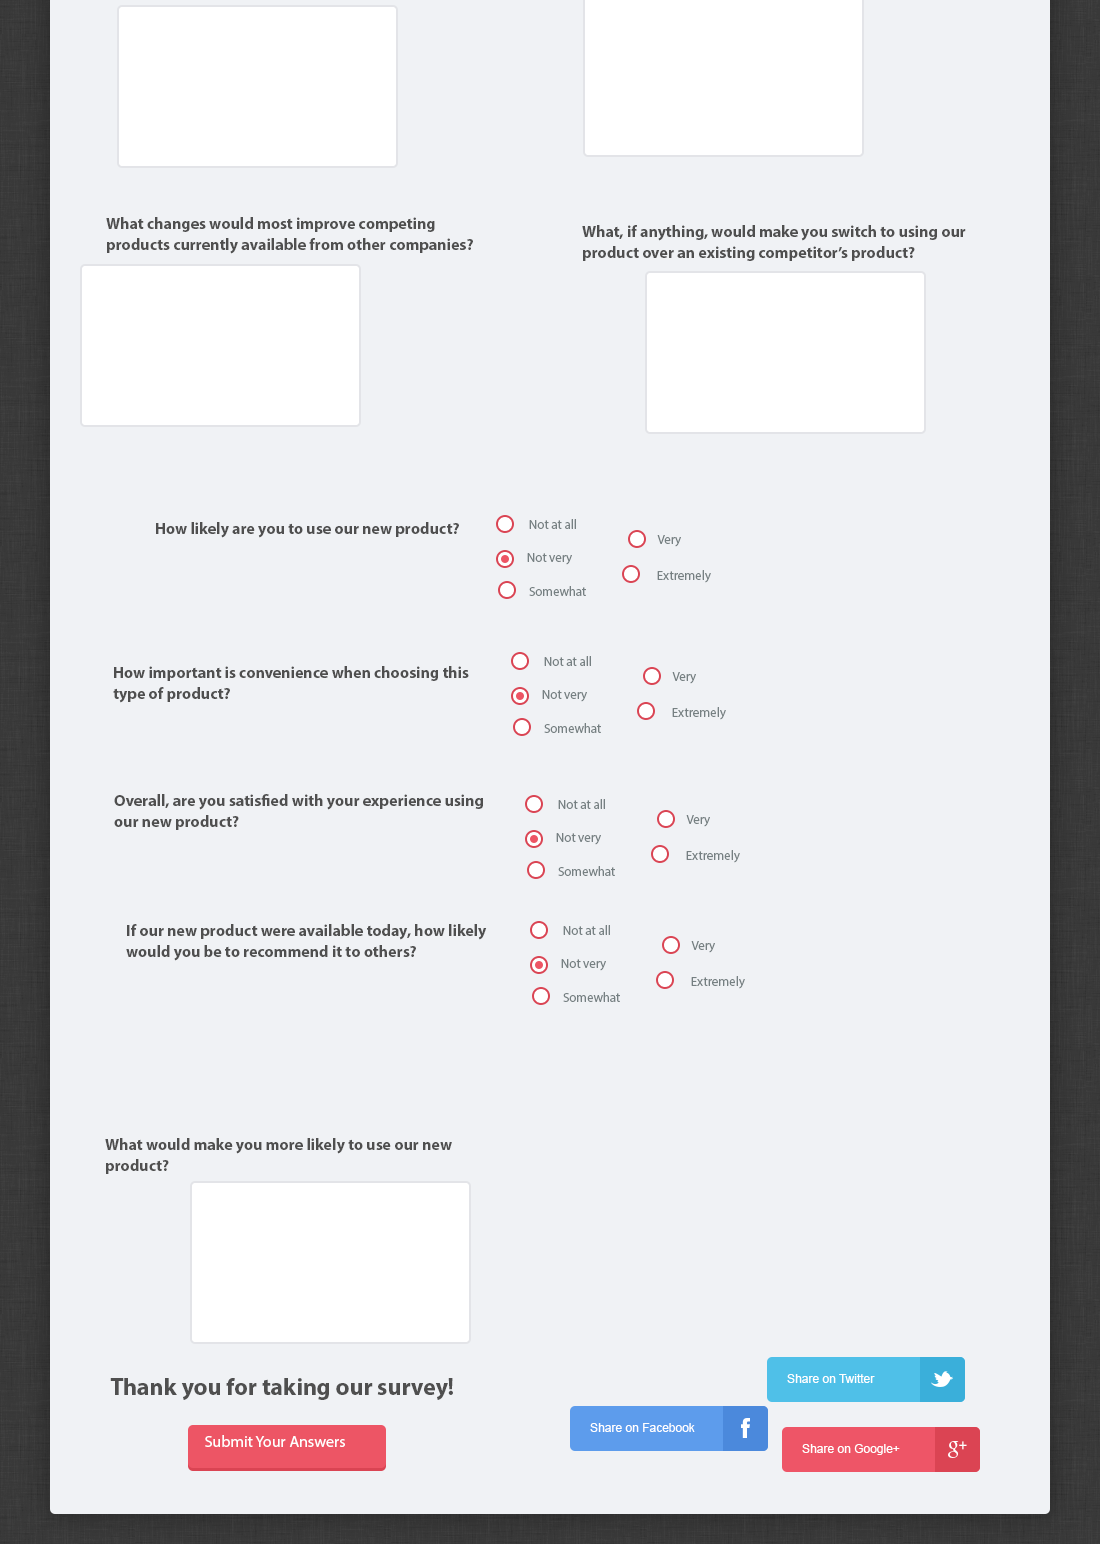 What changes would most improve competing
products currently available from other companies?
What, if anything, would make you switch to using our
product over an existing competitor's product?
How likely are you to use our new product?
Not at all
Not very
Somewhat
Very
Extremely
How important is convenience when choosing this
type of product?
Not at all
Not very
Somewhat
Very
Extremely
Overall, are you satisfied with your experience using
our new product?
Not at all
Not very
Somewhat
Very
Extremely
If our new product were available today, how likely
would you be to recommend it to others?
Not at all
Not very
Somewhat
Very
Extremely
What would make you more likely to use our new
product?
Thank you for taking our survey!
Submit Your Answers
Share on Twitter
Share on Facebook
f
Share on Google+
g+